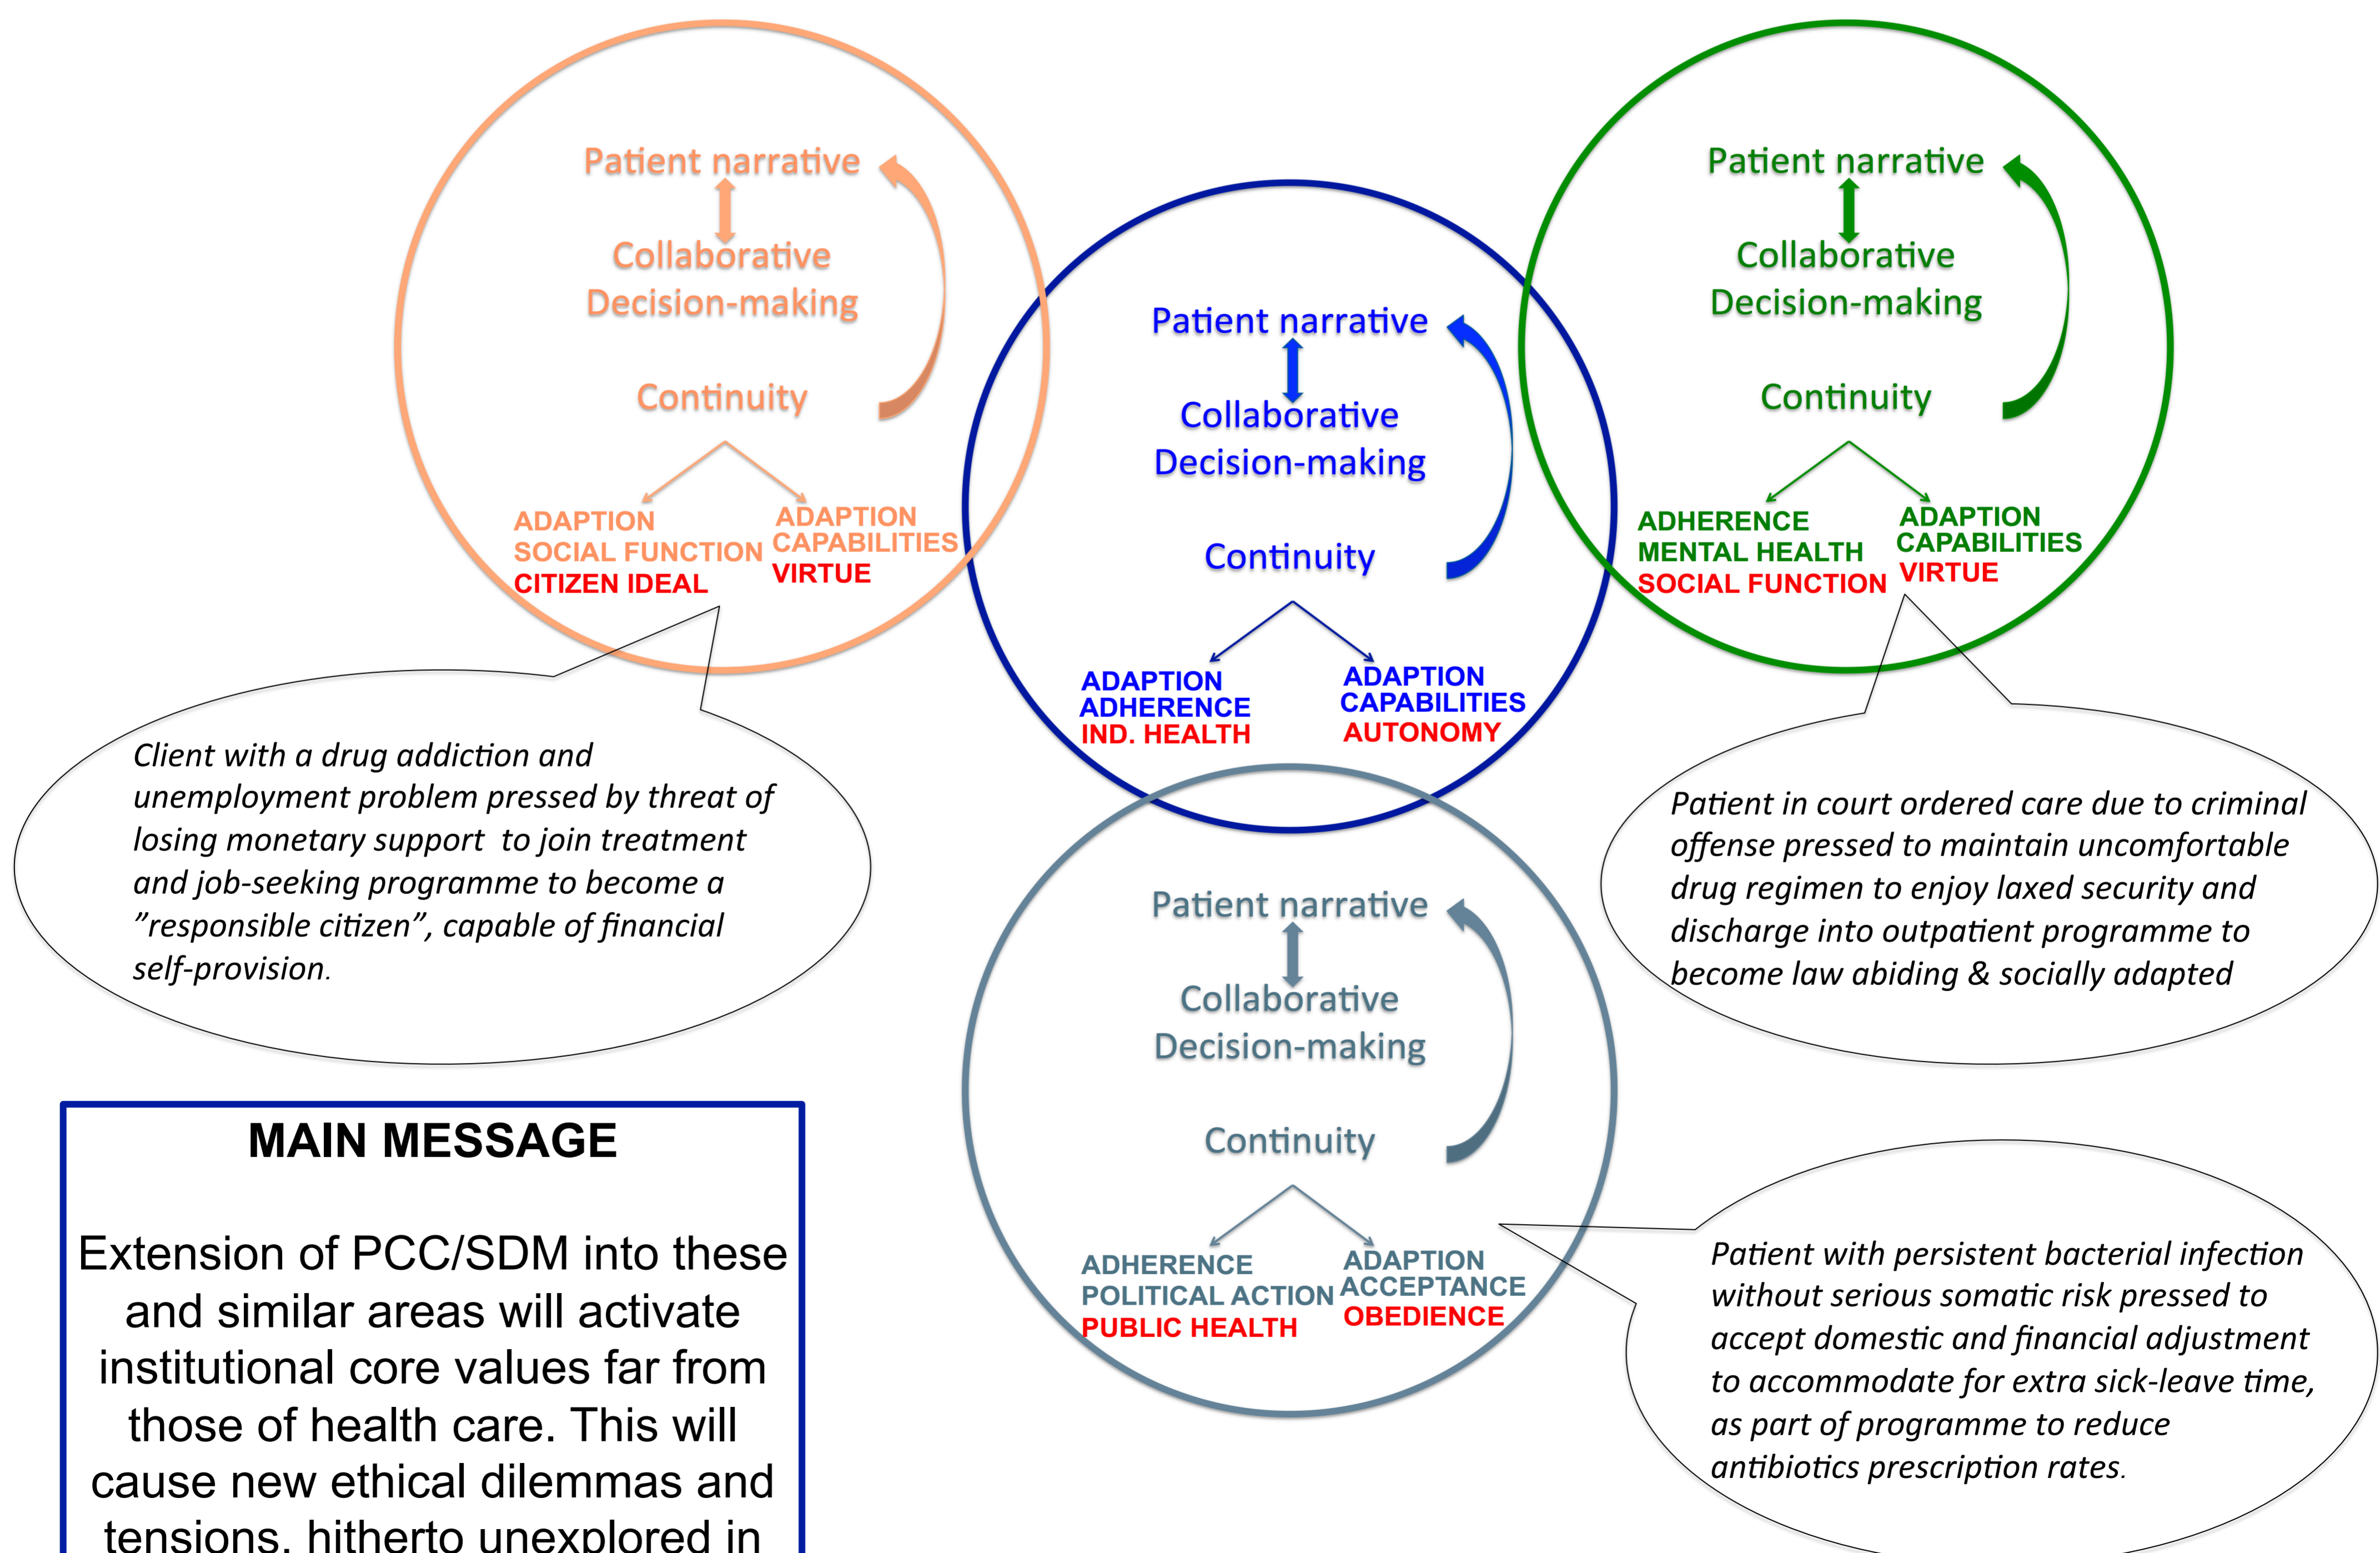 Patient narrative
Collaborative
Decision-making
Continuity
ADAPTION
SOCIAL FUNCTION
CITIZEN IDEAL
ADAPTION
CAPABILITIES
VIRTUE
Patient narrative
Collaborative
Decision-making
Continuity
ADAPTION
ADHERENCE
IND. HEALTH
ADAPTION
CAPABILITIES
AUTONOMY
Patient narrative
Collaborative
Decision-making
Continuity
ADHERENCE
MENTAL HEALTH
SOCIAL FUNCTION
ADAPTION
CAPABILITIES
VIRTUE
Client with a drug addiction and
unemployment problem pressed by threat of
losing monetary support to join treatment
and job-seeking programme to become a
”responsible citizen”, capable of financial
self-provision.
Patient in court ordered care due to criminal
offense pressed to maintain uncomfortable
drug regimen to enjoy laxed security and
discharge into outpatient programme to
become law abiding & socially adapted
Patient narrative
Collaborative
Decision-making
Continuity
ADHERENCE
POLITICAL ACTION
PUBLIC HEALTH
ADAPTION
ACCEPTANCE
OBEDIENCE
MAIN MESSAGE
Extension of PCC/SDM into these
and similar areas will activate
institutional core values far from
those of health care. This will
cause new ethical dilemmas and
tensions, hitherto unexplored in
Patient with persistent bacterial infection
without serious somatic risk pressed to
accept domestic and financial adjustment
to accommodate for extra sick-leave time,
as part of programme to reduce
antibiotics prescription rates.